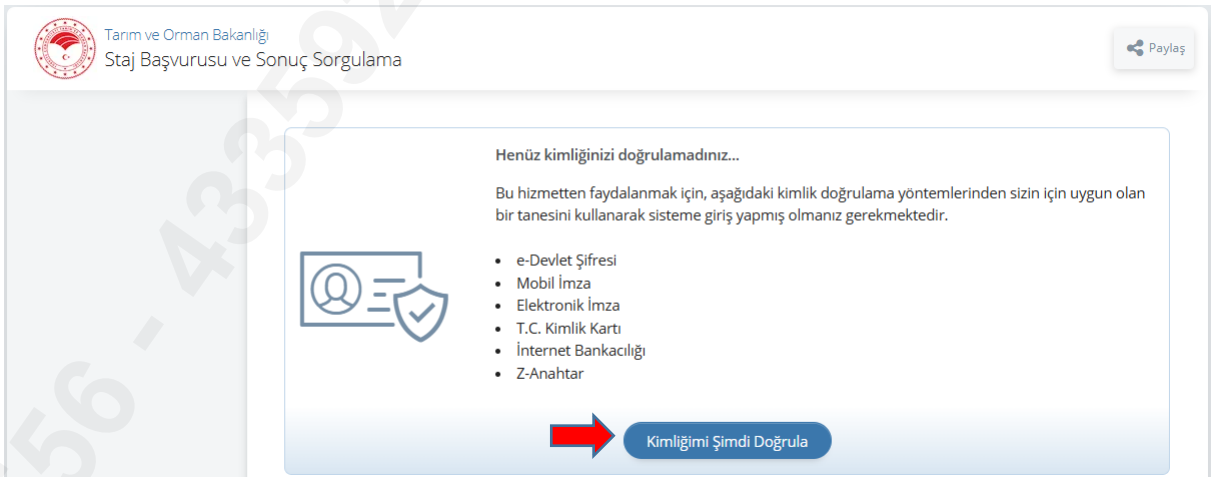 Tarım ve Orman Bakanlığı
Staj Başvurusu ve Sonuç Sorgulama
Paylaş
Henüz kimliğinizi doğrulamadınız...
Bu hizmetten faydalanmak için, aşağıdaki kimlik doğrulama yöntemlerinden sizin için uygun olan
bir tanesini kullanarak sisteme giriş yapmış olmanız gerekmektedir.
• e-Devlet Şifresi
• Mobil İmza
• Elektronik İmza
• T.C. Kimlik Kartı
• İnternet Bankacılığı
• Z-Anahtar
Kimliğimi Şimdi Doğrula